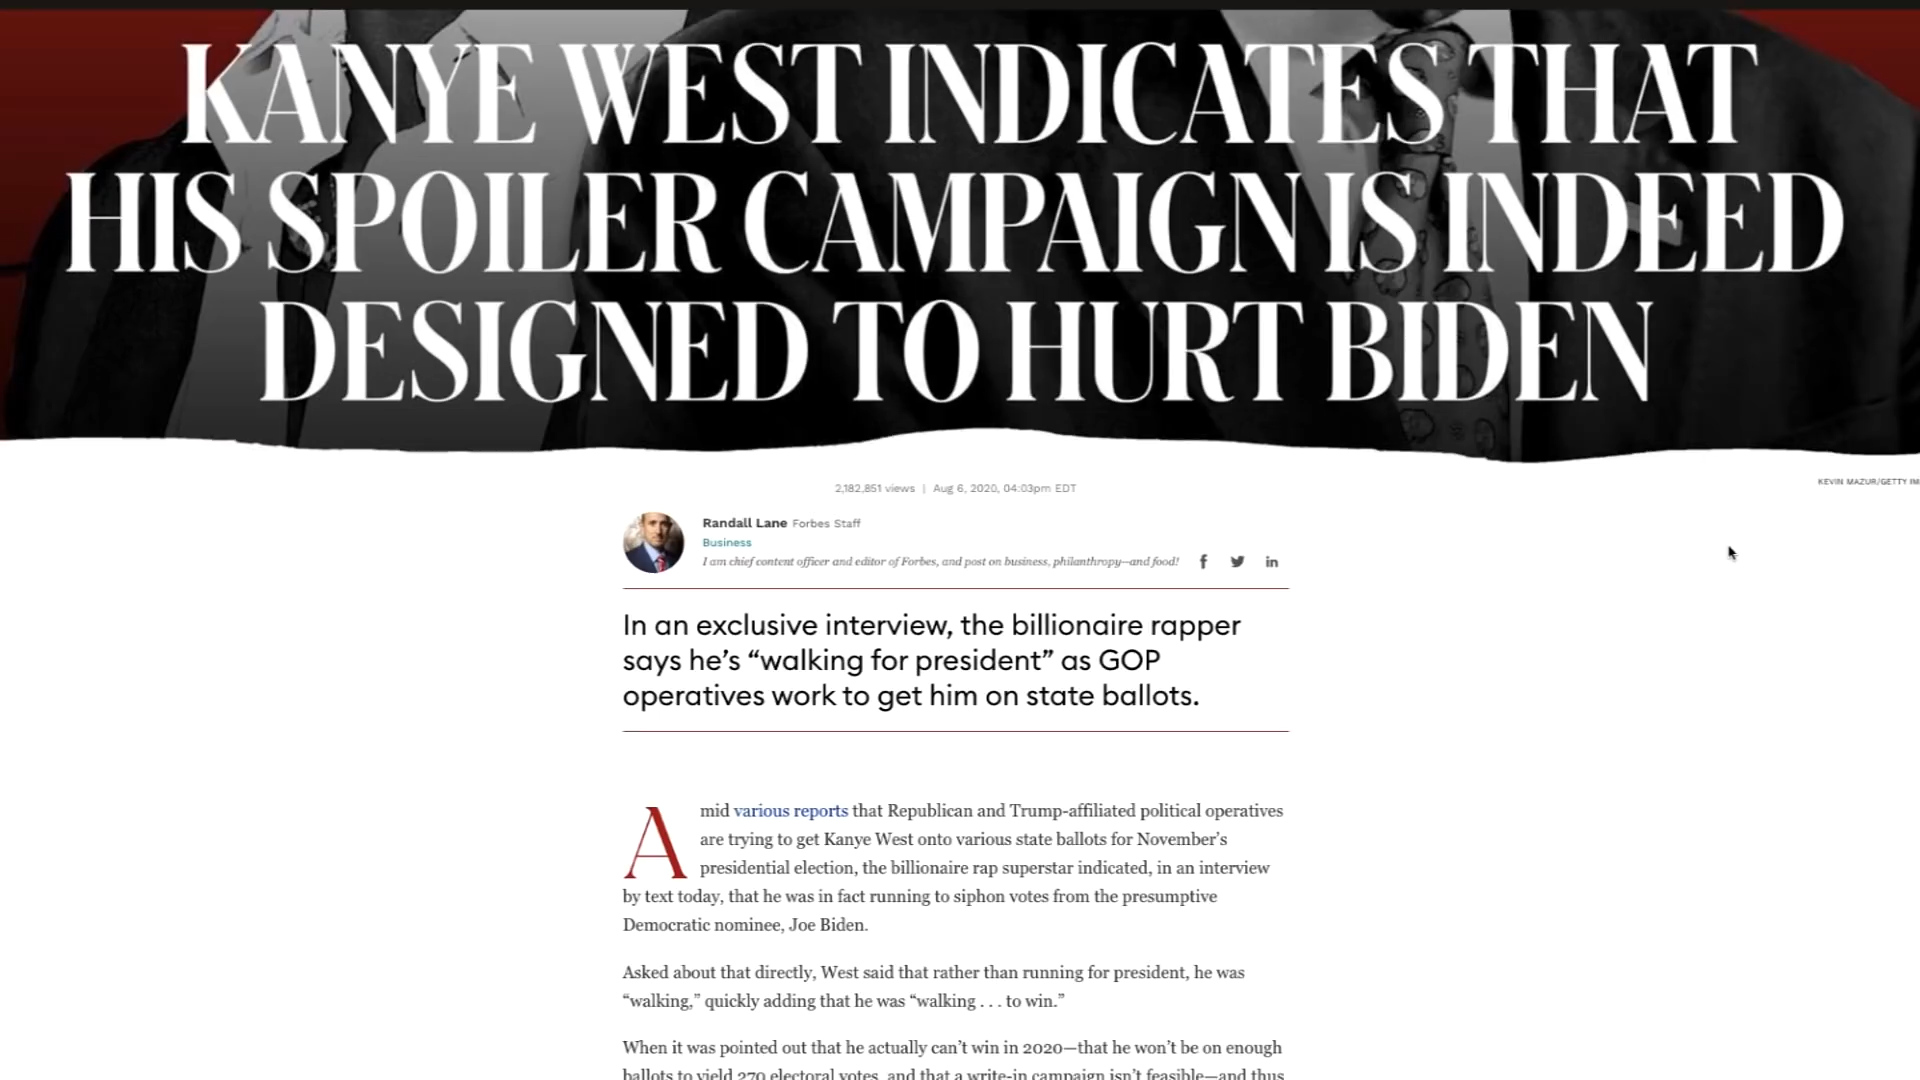 KANYE WEST INDICATES THAT
HIS SPOILER CAMPAIGN IS INDEED
DESIGNED TO HURT BIDEN
KEVIN MAZUR/GETTY IM
2,182,851 views | Aug 6, 2020, 04:03pm EDT
Randall Lane Forbes Staff
Business
I am chief content officer and editor of Forbes, and post on business, philanthropy—and food!
In an exclusive interview, the billionaire rapper
says he’s “walking for president” as GOP
operatives work to get him on state ballots.
Amid various reports that Republican and Trump-affiliated political operatives
are trying to get Kanye West onto various state ballots for November’s
presidential election, the billionaire rap superstar indicated, in an interview
by text today, that he was in fact running to siphon votes from the presumptive
Democratic nominee, Joe Biden.
Asked about that directly, West said that rather than running for president, he was
“walking,” quickly adding that he was “walking . . . to win.”
When it was pointed out that he actually can’t win in 2020—that he won’t be on enough
ballots to yield 270 electoral votes, and that a write-in campaign isn’t feasible—and thus